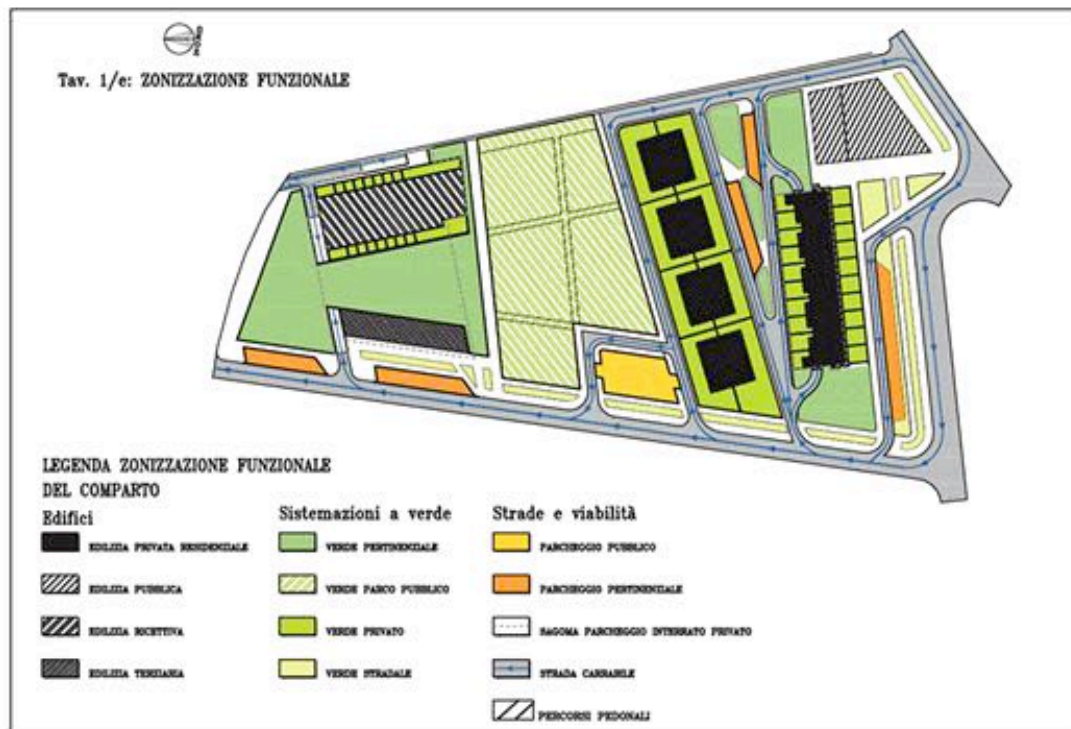 NORD
Tav. 1/e: ZONIZZAZIONE FUNZIONALE
LEGENDA ZONIZZAZIONE FUNZIONALE
DEL COMPARTO
Edifici
EDILIZIA PRIVATA RESIDENZIALE
EDILIZIA PUBBLICA
EDILIZIA RICETTIVA
EDILIZIA TERZIARIA
Sistemazioni a verde
VERDE PERTINENZIALE
VERDE PARCO PUBBLICO
VERDE PRIVATO
VERDE STRADALE
Strade e viabilità
PARCHEGGIO PUBBLICO
PARCHEGGIO PERTINENZIALE
SAGOMA PARCHEGGIO INTERRATO PRIVATO
STRADA CARRABILE
PERCORSI PEDONALI